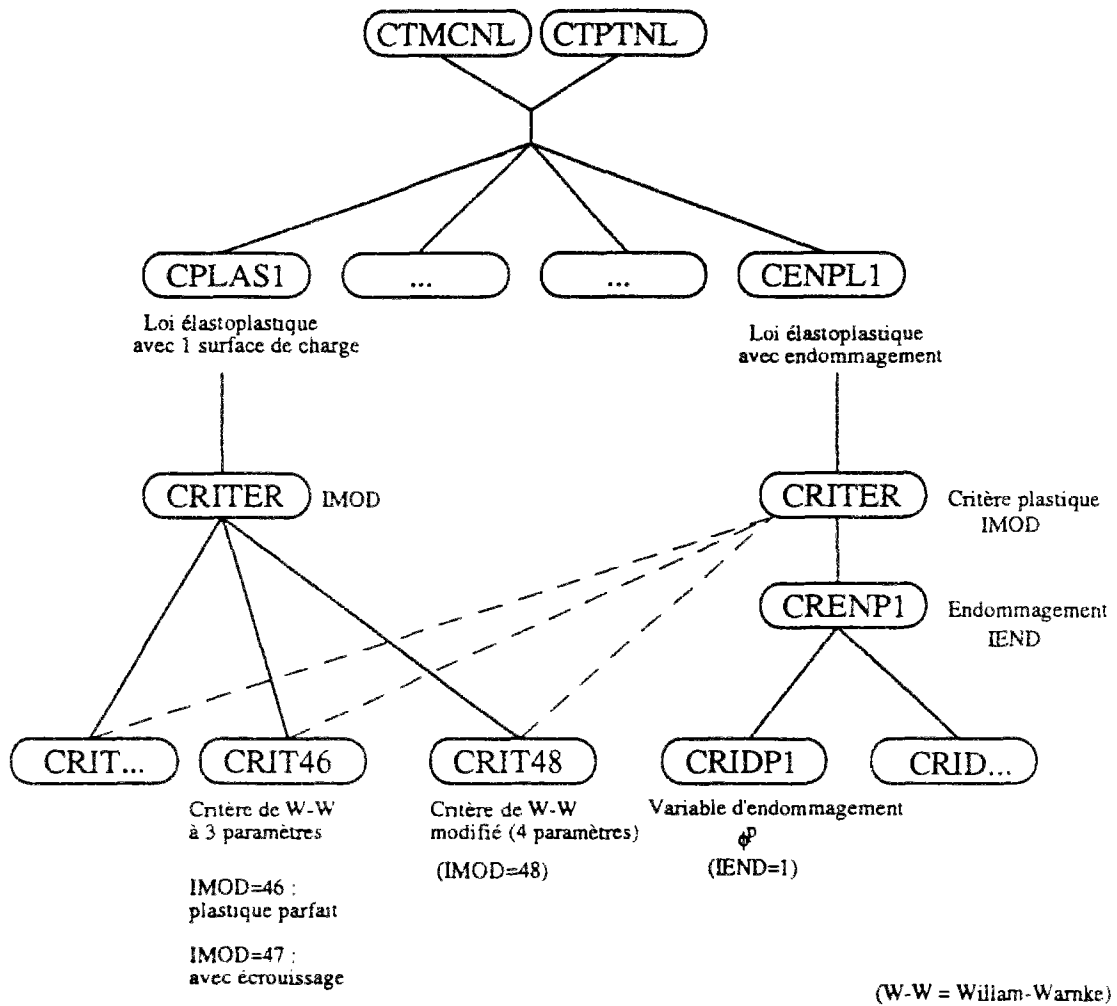 CTMCNL CTPTNL
CPLAS1 ... ... CENPL1
Loi élastoplastique
avec 1 surface de charge
Loi élastoplastique
avec endommagement
CRITER IMOD
CRITER Critère plastique
IMOD
CRENP1 Endommagement
IEND
CRIT... CRIT46 CRIT48 CRIDP1 CRID...
Critère de W-W
à 3 paramètres
IMOD=46 :
plastique parfait
IMOD=47 :
avec écrouissage
Critère de W-W
modifié (4 paramètres)
(IMOD=48)
Variable d'endommagement
ϕᵖ
(IEND=1)
(W-W = Willam-Warnke)